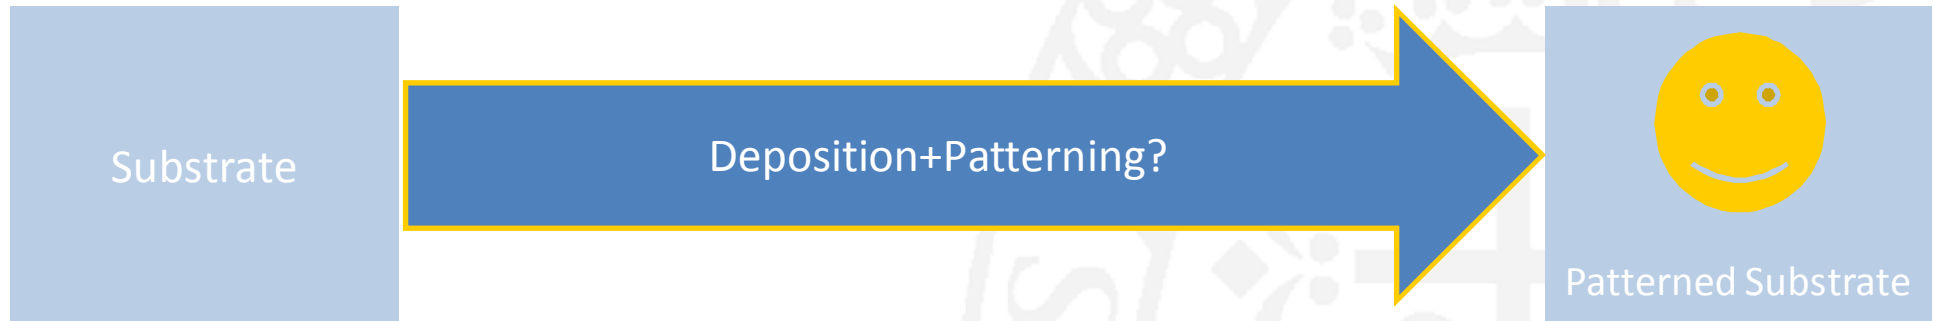 Substrate
Deposition+Patterning?
Patterned Substrate